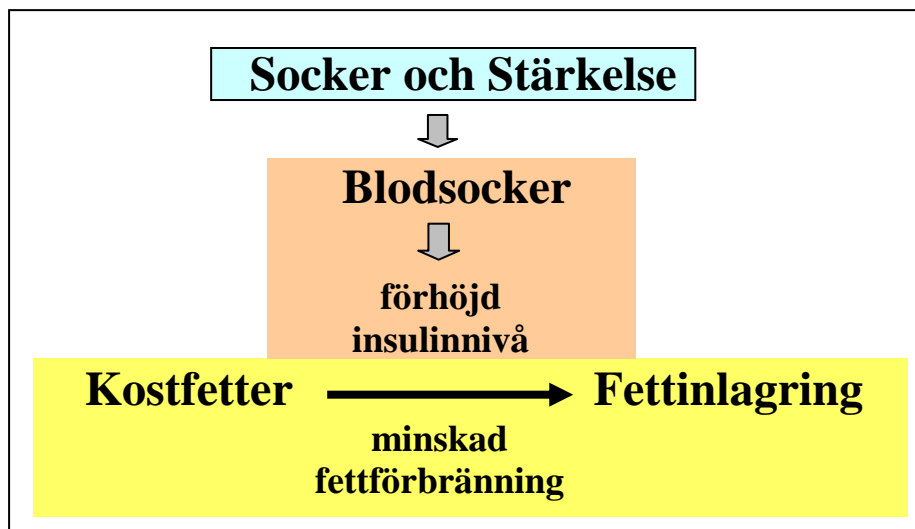 Socker och Stärkelse
Blodsocker
förhöjd
insulinnivå
Kostfetter
Fettinlagring
minskad
fettförbränning